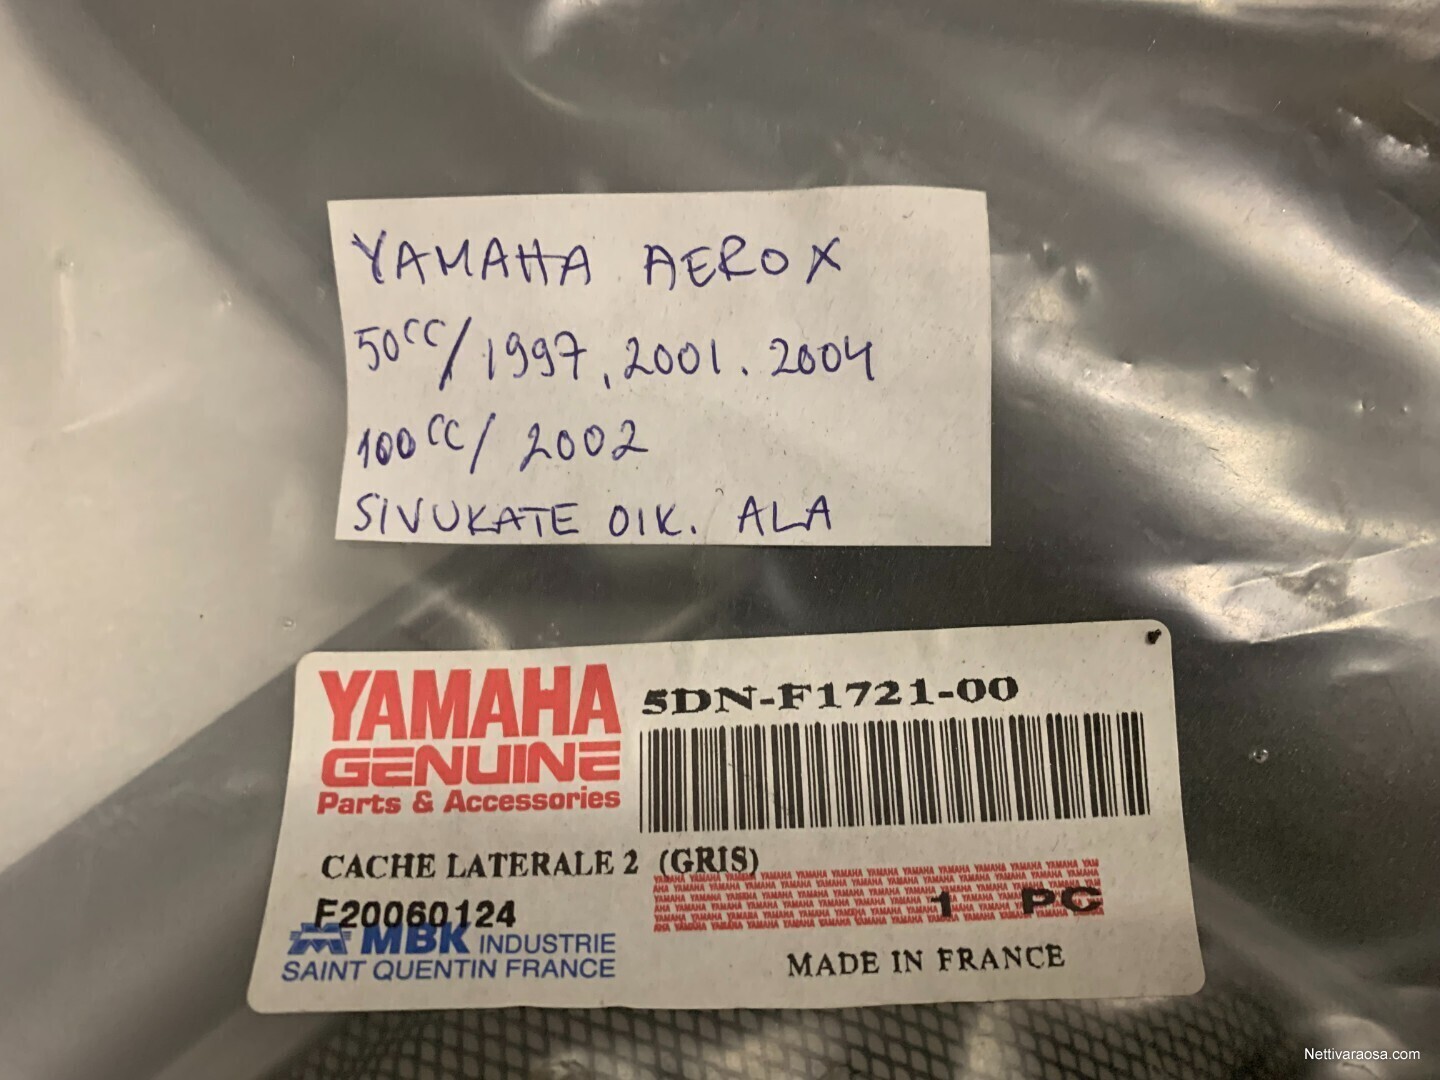 YAMAHA AEROX
50cc/1997, 2001. 2004
100cc/ 2002
SIVUKATE OIK. ALA
YAMAHA
GENUINE
Parts & Accessories
5DN-F1721-00
CACHE LATERALE 2 (GRIS)
F20060124
1 PC
MBK INDUSTRIE
SAINT QUENTIN FRANCE
MADE IN FRANCE
Nettivaraosa.com